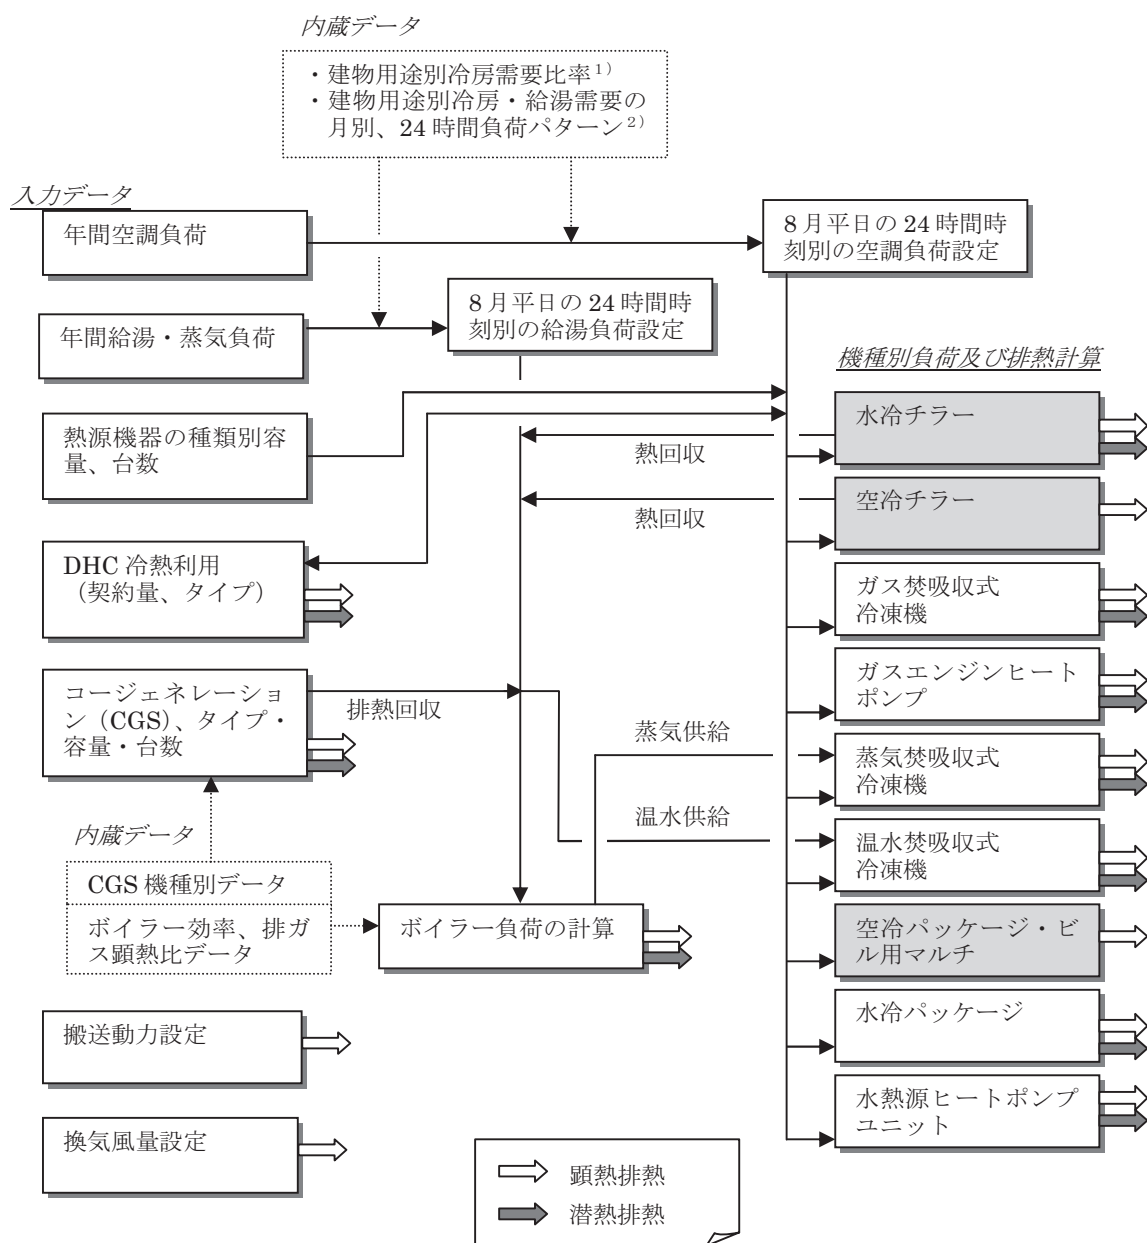 内蔵データ
・建物用途別冷房需要比率1)
・建物用途別冷房・給湯需要の
月別、24時間負荷パターン2)
入力データ
年間空調負荷
8月平日の24時間時
刻別の空調負荷設定
年間給湯・蒸気負荷
8月平日の24時間時
刻別の給湯負荷設定
機種別負荷及び排熱計算
熱源機器の種類別容
量、台数
水冷チラー
熱回収
空冷チラー
熱回収
DHC 冷熱利用
（契約量、タイプ）
ガス焚吸収式
冷凍機
コージェネレーショ
ン（CGS）、タイプ・
容量・台数
排熱回収
ガスエンジンヒート
ポンプ
蒸気供給
蒸気焚吸収式
冷凍機
温水供給
温水焚吸収式
冷凍機
内蔵データ
CGS 機種別データ
ボイラー効率、排ガ
ス顕熱比データ
ボイラー負荷の計算
空冷パッケージ・ビ
ル用マルチ
搬送動力設定
水冷パッケージ
換気風量設定
水熱源ヒートポンプ
ユニット
顕熱排熱
潜熱排熱